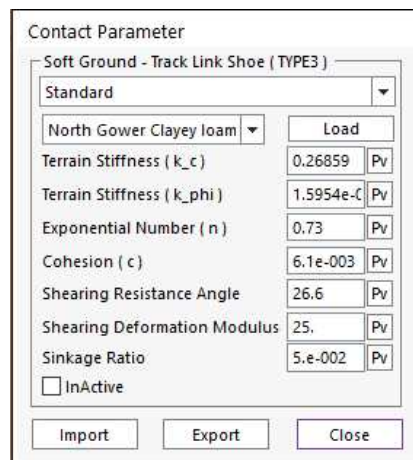 Contact Parameter
Soft Ground - Track Link Shoe ( TYPE3 )
Standard
North Gower Clayey loam Load
Terrain Stiffness ( k_c ) 0.26859 Pv
Terrain Stiffness ( k_phi ) 1.5954e-0 Pv
Exponential Number ( n ) 0.73 Pv
Cohesion ( c ) 6.1e-003 Pv
Shearing Resistance Angle 26.6 Pv
Shearing Deformation Modulus 25. Pv
Sinkage Ratio 5.e-002 Pv
InActive
Import Export Close